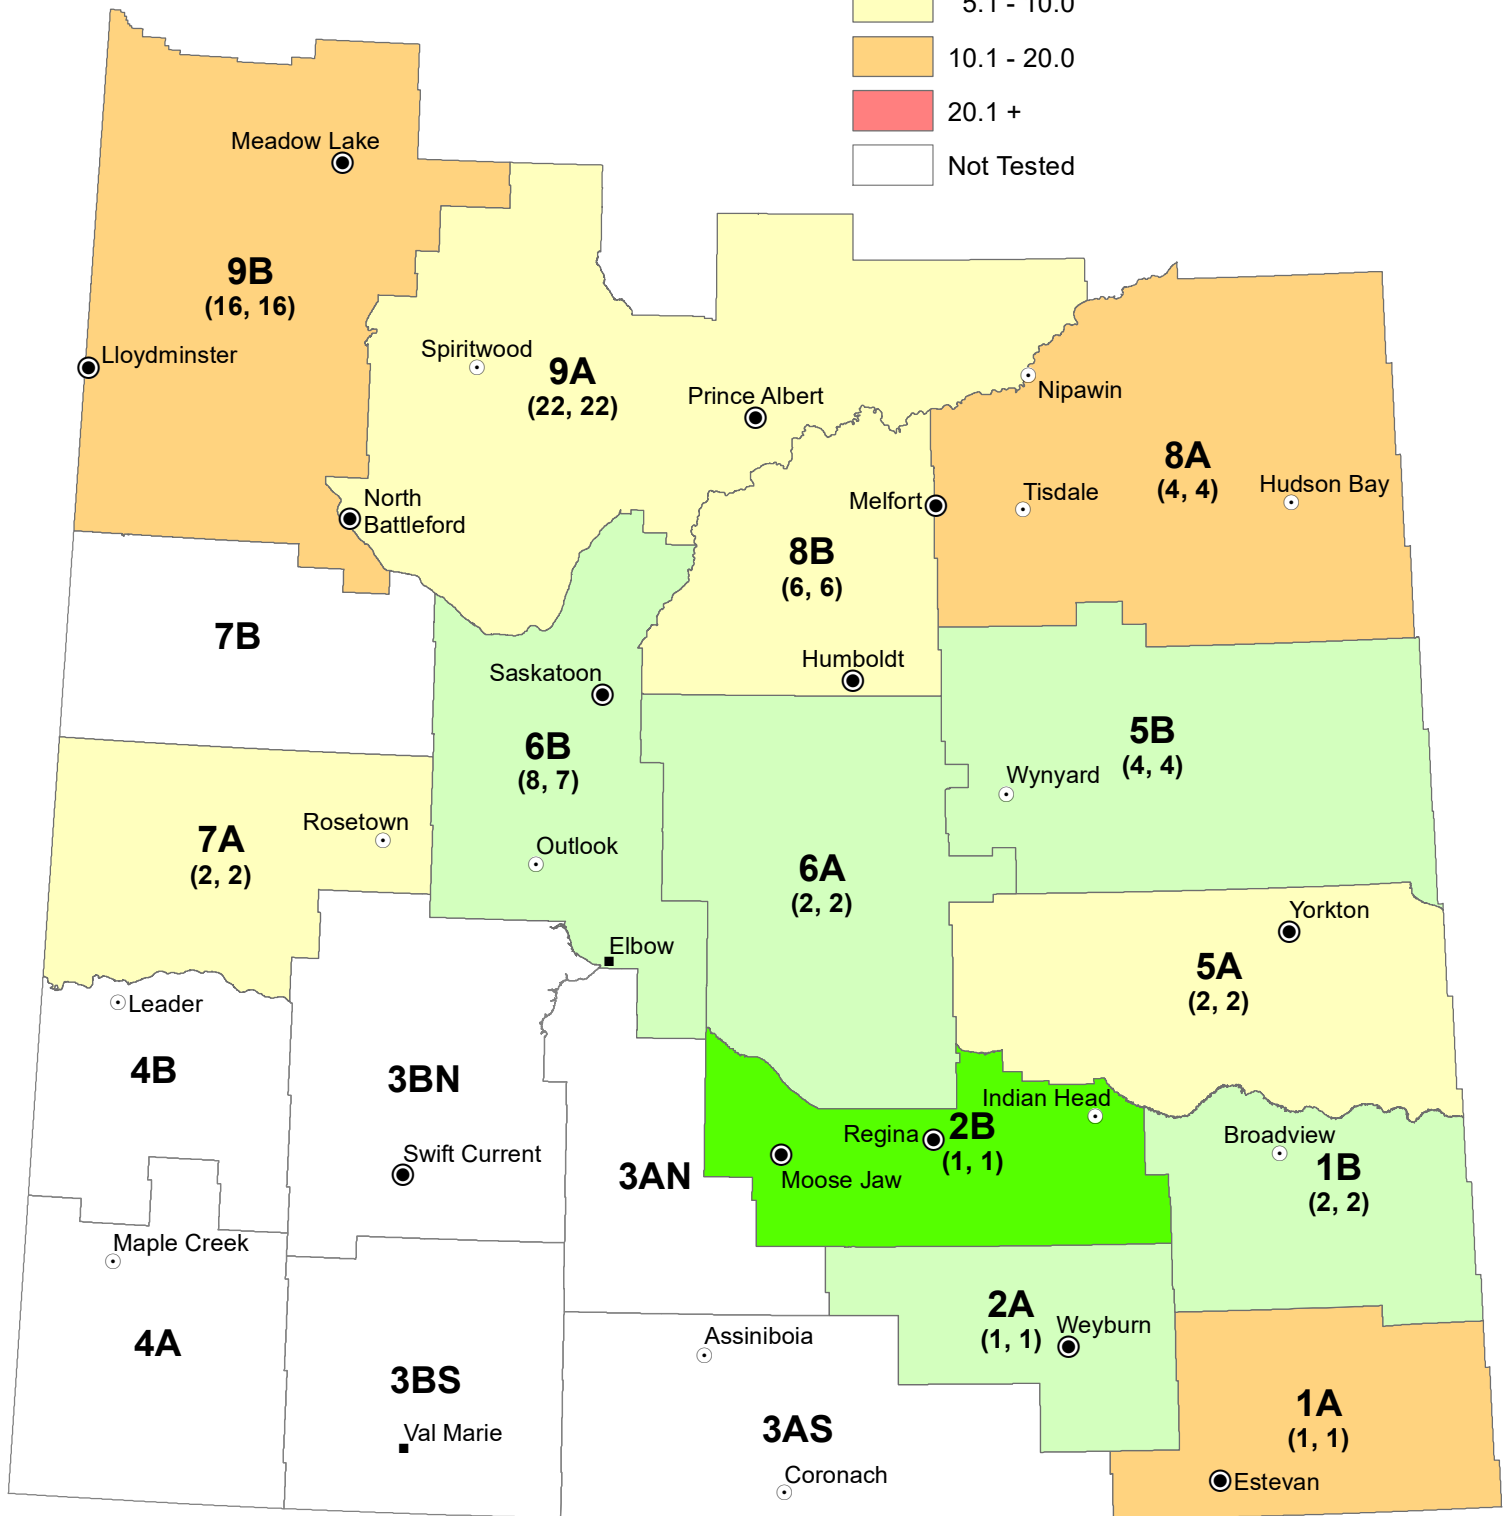 5.1 - 10.0
10.1 - 20.0
20.1 +
Not Tested
Meadow Lake
9B
(16, 16)
Lloydminster
Spiritwood
9A
(22, 22)
Prince Albert
Nipawin
8A
(4, 4)
Hudson Bay
Tisdale
Melfort
North
Battleford
8B
(6, 6)
Humboldt
7B
Saskatoon
6B
(8, 7)
5B
(4, 4)
Wynyard
Rosetown
7A
(2, 2)
Outlook
6A
(2, 2)
Yorkton
5A
(2, 2)
Elbow
Leader
4B
3BN
Indian Head
Regina
2B
(1, 1)
Broadview
1B
(2, 2)
Swift Current
3AN
Moose Jaw
Maple Creek
4A
2A
(1, 1)
Weyburn
Assiniboia
3BS
Val Marie
3AS
1A
(1, 1)
Coronach
Estevan